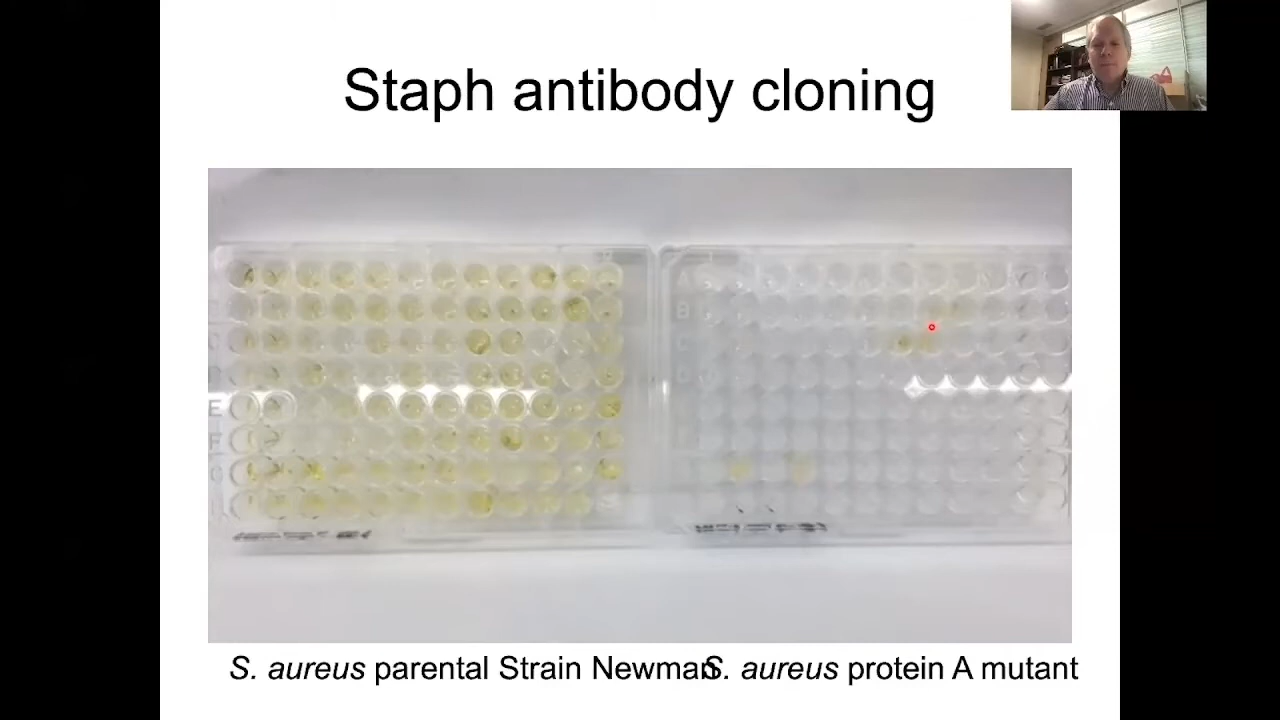 Staph antibody cloning
B
C
D
E
F
G
S. aureus parental Strain Newman
S. aureus protein A mutant